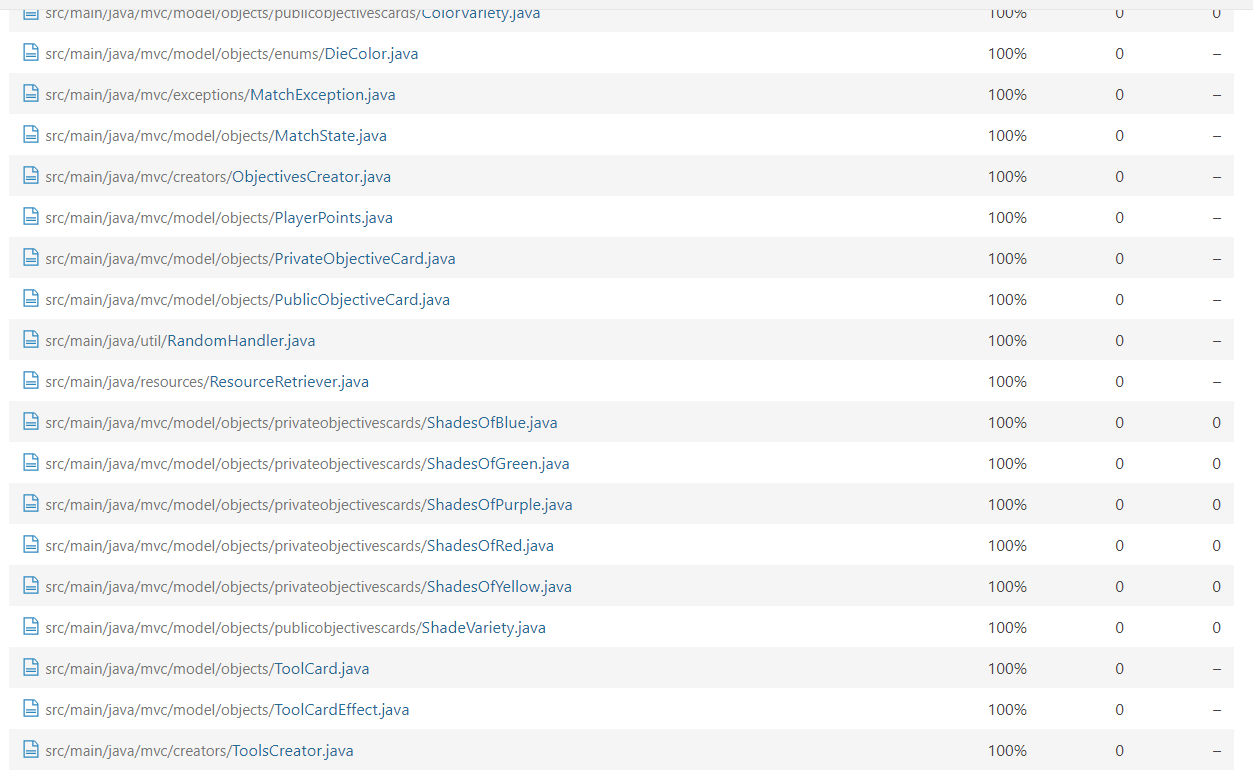 src/main/java/mvc/model/objects/publicobjectivescards/ColorVariety.java 100% 0 0
src/main/java/mvc/model/objects/enums/DieColor.java 100% 0 –
src/main/java/mvc/exceptions/MatchException.java 100% 0 –
src/main/java/mvc/model/objects/MatchState.java 100% 0 –
src/main/java/mvc/creators/ObjectivesCreator.java 100% 0 –
src/main/java/mvc/model/objects/PlayerPoints.java 100% 0 –
src/main/java/mvc/model/objects/PrivateObjectiveCard.java 100% 0 –
src/main/java/mvc/model/objects/PublicObjectiveCard.java 100% 0 –
src/main/java/util/RandomHandler.java 100% 0 –
src/main/java/resources/ResourceRetriever.java 100% 0 –
src/main/java/mvc/model/objects/privateobjectivescards/ShadesOfBlue.java 100% 0 0
src/main/java/mvc/model/objects/privateobjectivescards/ShadesOfGreen.java 100% 0 0
src/main/java/mvc/model/objects/privateobjectivescards/ShadesOfPurple.java 100% 0 0
src/main/java/mvc/model/objects/privateobjectivescards/ShadesOfRed.java 100% 0 0
src/main/java/mvc/model/objects/privateobjectivescards/ShadesOfYellow.java 100% 0 0
src/main/java/mvc/model/objects/publicobjectivescards/ShadeVariety.java 100% 0 0
src/main/java/mvc/model/objects/ToolCard.java 100% 0 –
src/main/java/mvc/model/objects/ToolCardEffect.java 100% 0 –
src/main/java/mvc/creators/ToolsCreator.java 100% 0 –